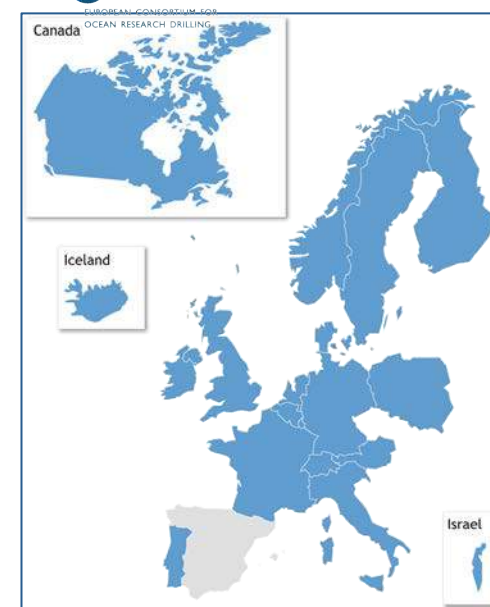 EUROPEAN CONSORTIUM FOR
OCEAN RESEARCH DRILLING
Canada
Iceland
Israel